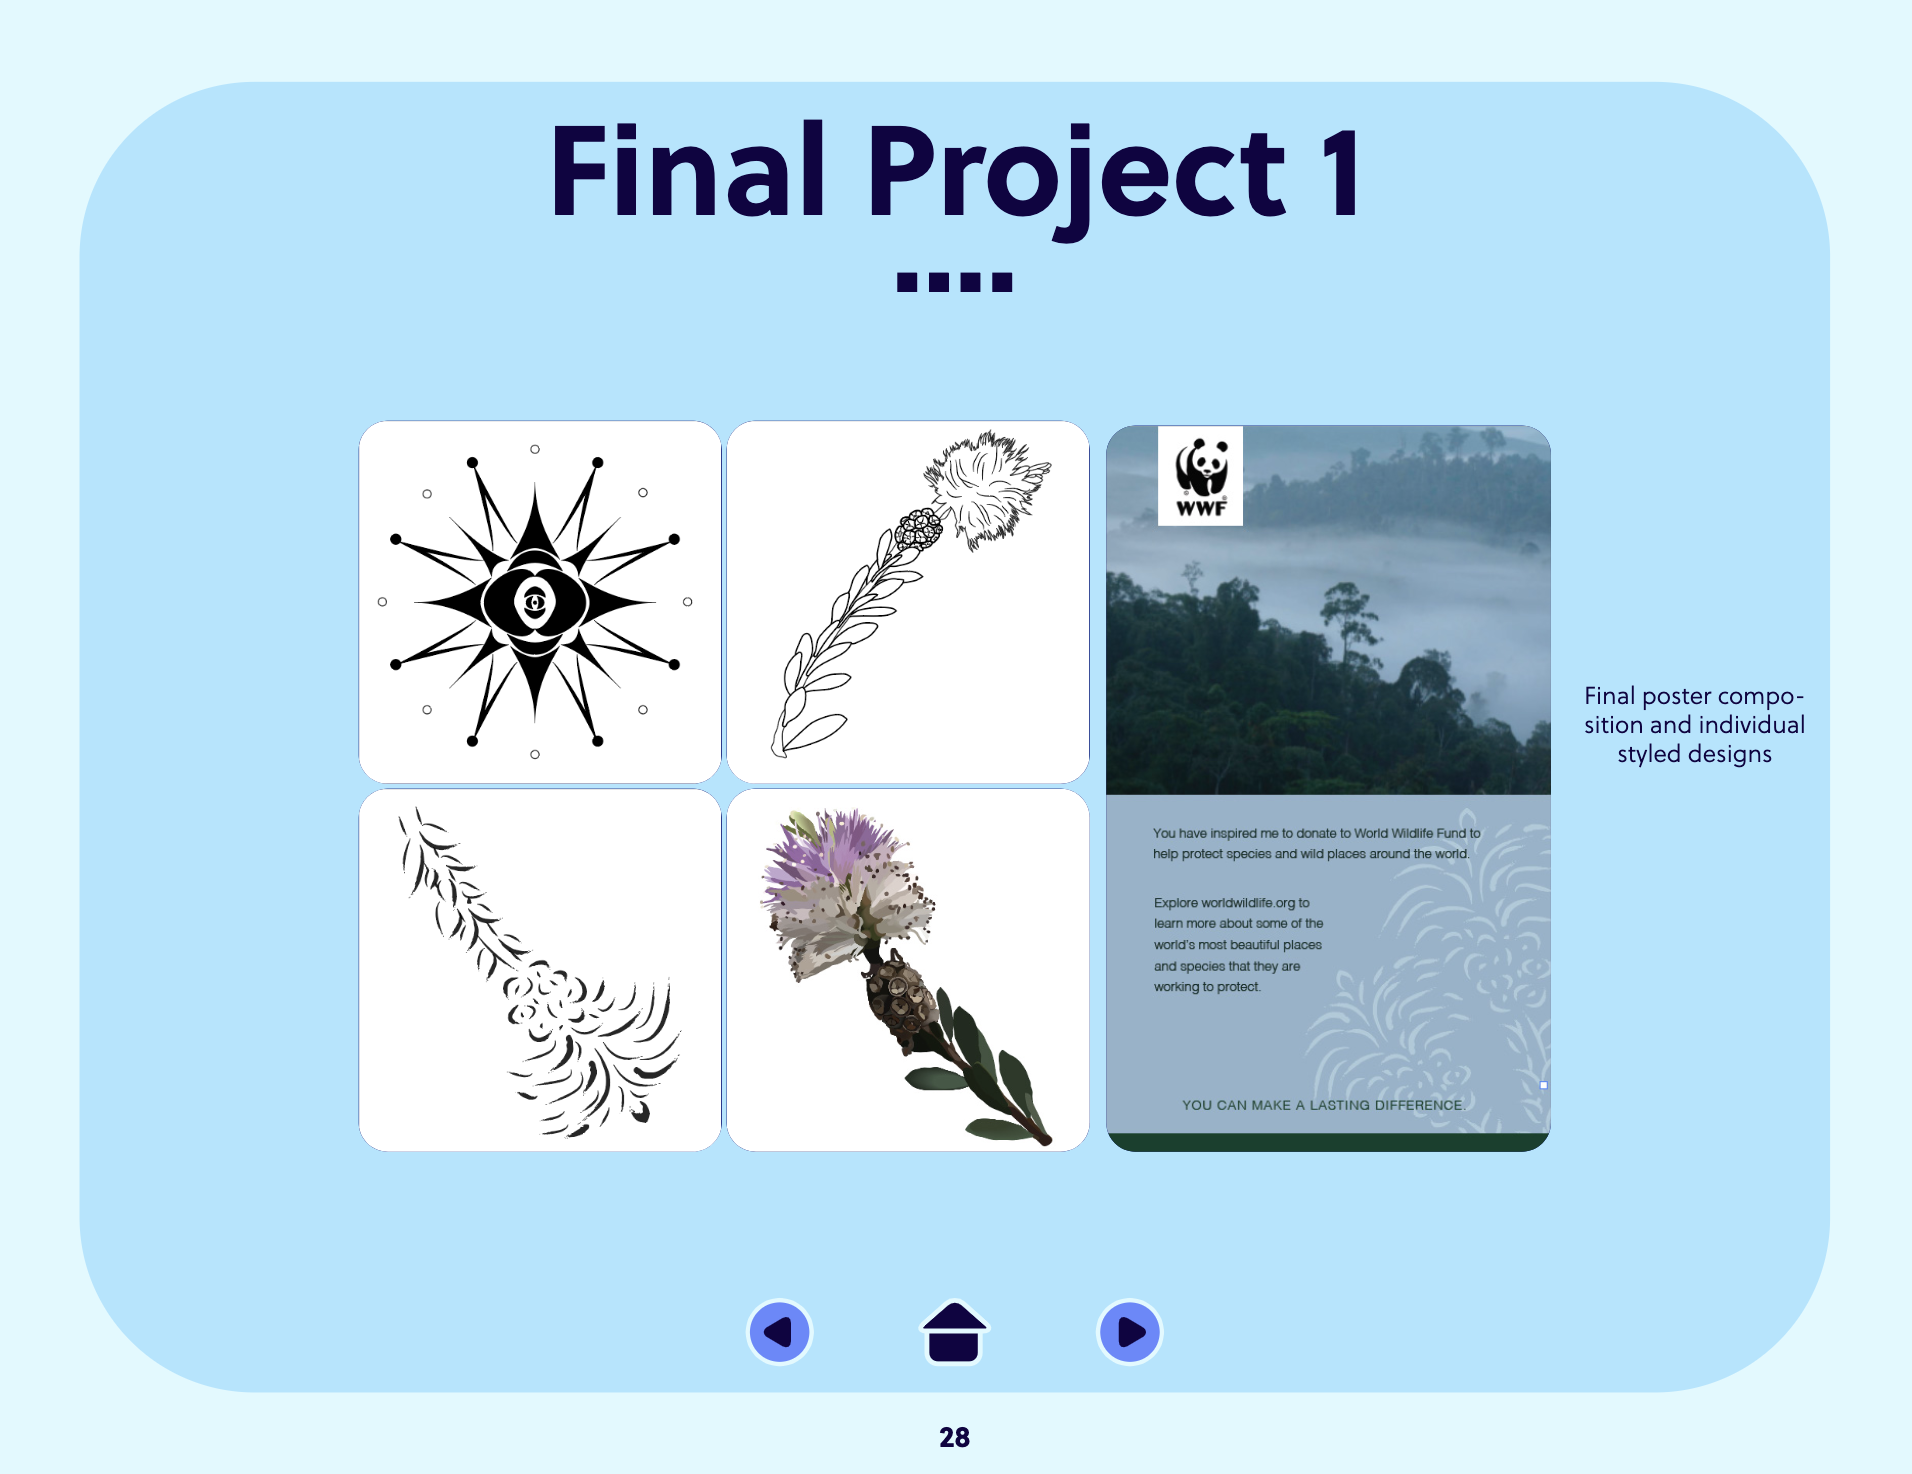 Final Project 1
WWF
You have inspired me to donate to World Wildlife Fund to
help protect species and wild places around the world.
Explore worldwildlife.org to
learn more about some of the
world's most beautiful places
and species that they are
working to protect.
YOU CAN MAKE A LASTING DIFFERENCE.
Final poster compo-
sition and individual
styled designs
28